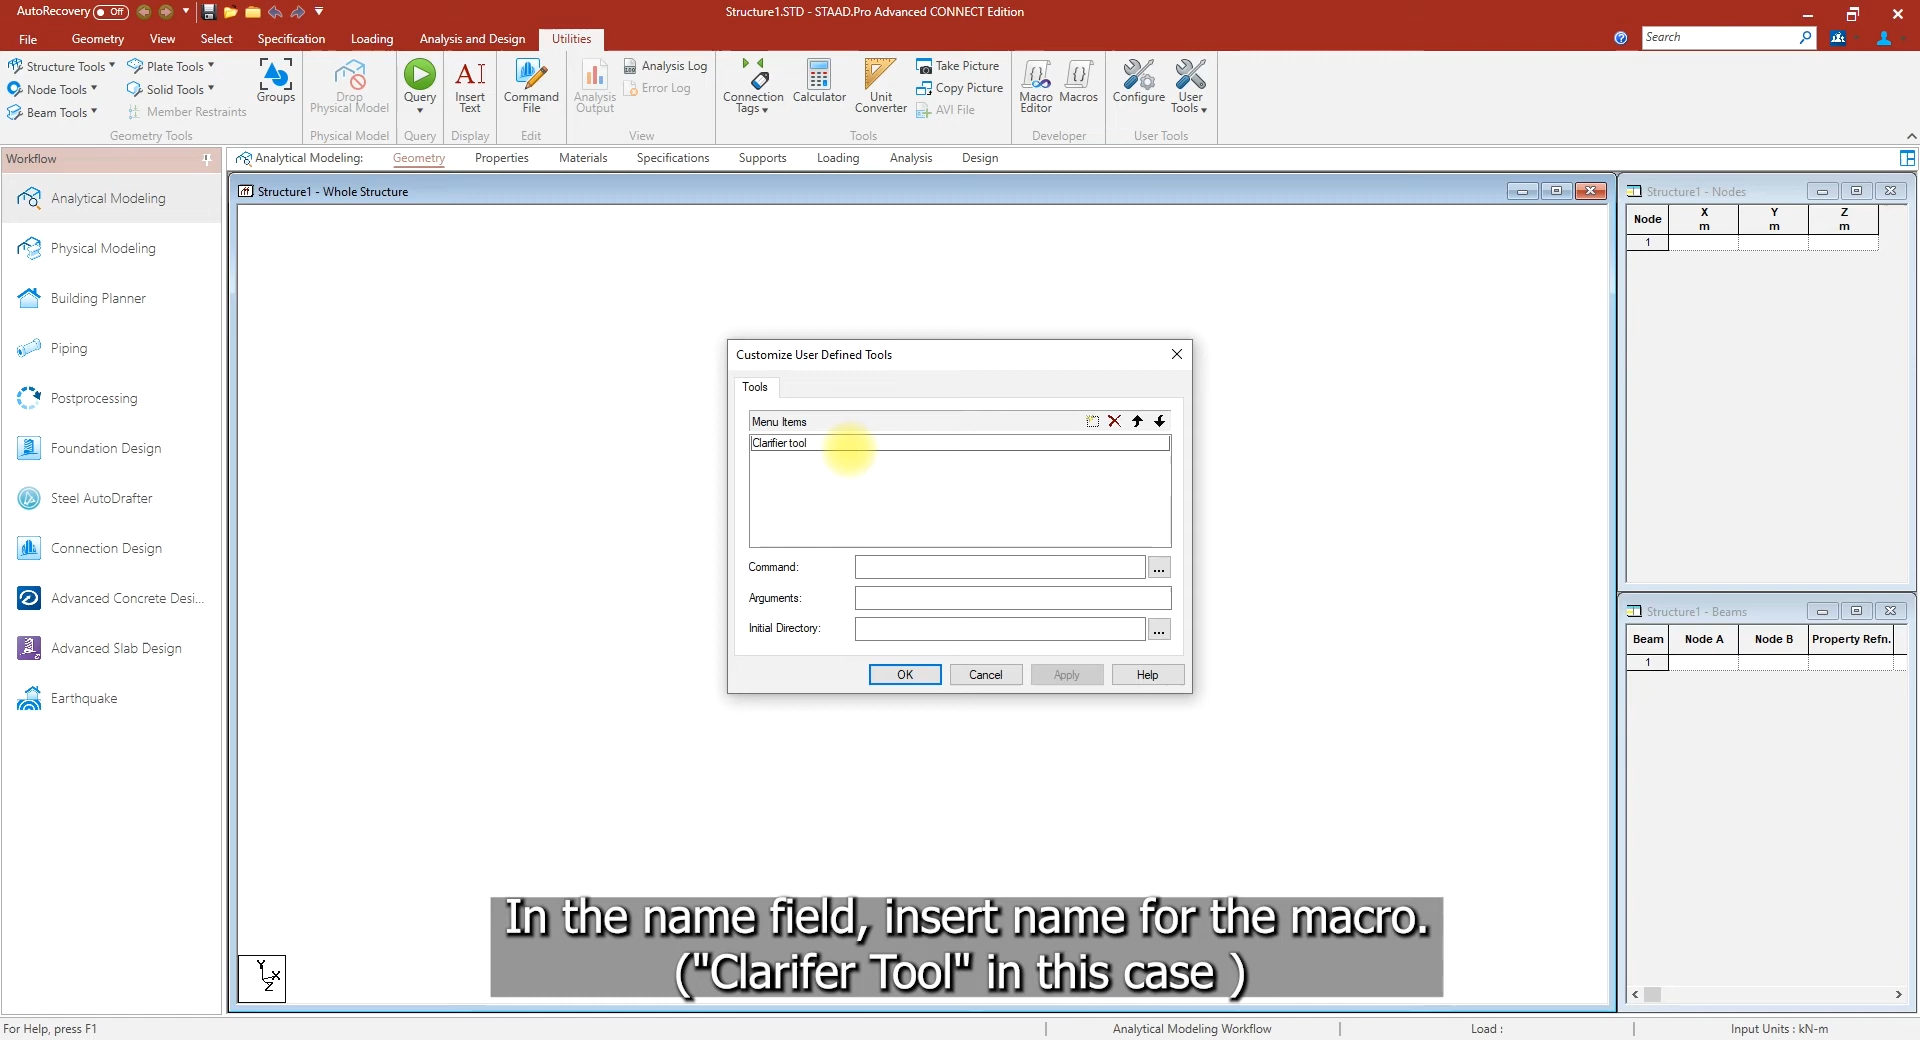 AutoRecovery Off
Structure1.STD - STAAD.Pro Advanced CONNECT Edition
File Geometry View Select Specification Loading Analysis and Design Utilities
Search
Structure Tools Plate Tools
Node Tools Solid Tools
Beam Tools Member Restraints
Geometry Tools
Groups
Drop
Physical Model
Physical Model
Query
Query
Insert
Text
Display
Command
File
Edit
Analysis
Output
Analysis Log
Error Log
View
Connection
Tags
Calculator
Unit
Converter
Take Picture
Copy Picture
AVI File
Tools
Macro
Editor
Macros
Developer
Configure
User
Tools
User Tools
Workflow
Analytical Modeling: Geometry Properties Materials Specifications Supports Loading Analysis Design
Analytical Modeling
Physical Modeling
Building Planner
Piping
Postprocessing
Foundation Design
Steel AutoDrafter
Connection Design
Advanced Concrete Desi...
Advanced Slab Design
Earthquake
Structure1 - Whole Structure
Customize User Defined Tools
Tools
Menu Items
Clarifier tool
Command:
...
Arguments:
Initial Directory:
...
OK Cancel Apply Help
Y
X
Z
In the name field, insert name for the macro.
("Clarifer Tool" in this case )
Structure1 - Nodes
Node X m Y m Z m
1
Structure1 - Beams
Beam Node A Node B Property Refn.
1
For Help, press F1
Analytical Modeling Workflow
Load :
Input Units : kN-m